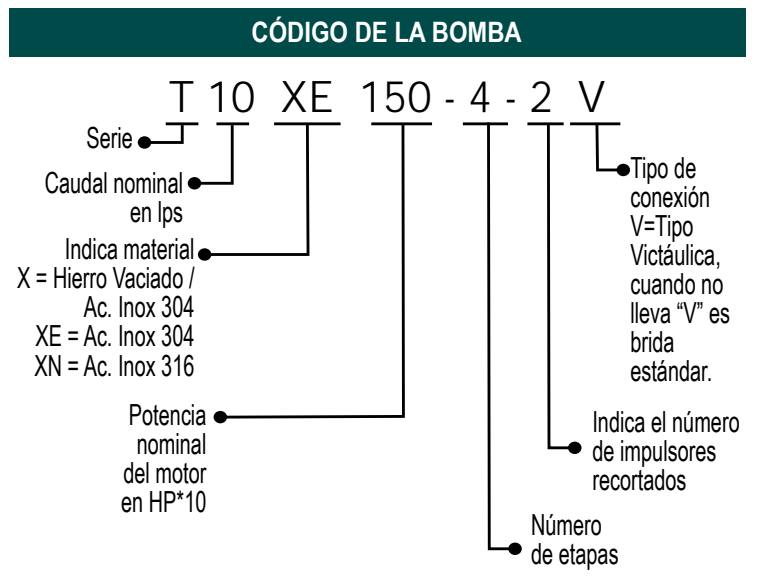 CÓDIGO DE LA BOMBA
T 10 XE 150 - 4 - 2 V
Serie
Caudal nominal
en lps
Indica material
X = Hierro Vaciado /
Ac. Inox 304
XE = Ac. Inox 304
XN = Ac. Inox 316
Potencia
nominal
del motor
en HP*10
Tipo de
conexión
V=Tipo
Victáulica,
cuando no
lleva “V” es
brida
estándar.
Indica el número
de impulsores
recortados
Número
de etapas